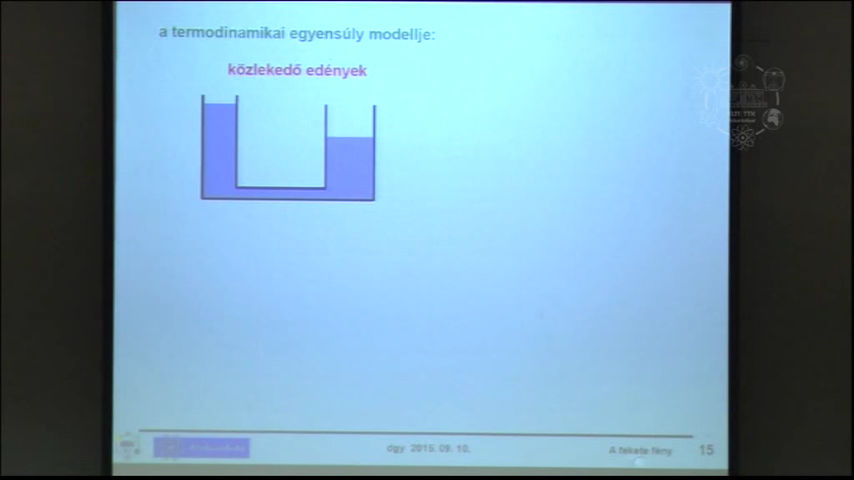 a termodinamikai egyensúly modellje:
közlekedő edények
dgy 2015. 09. 10.
A fekete fény
15